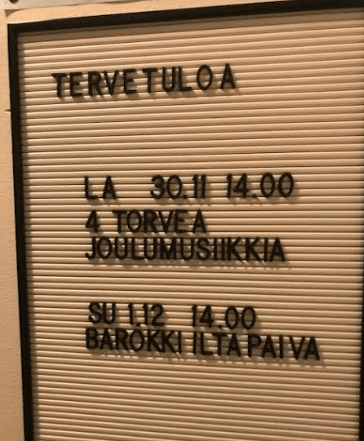 TERVETULOA
LA 30.11 14.00
4 TORVEA
JOULUMUSIIKKIA
SU 1.12 14.00
BAROKKI ILTAPAIVA